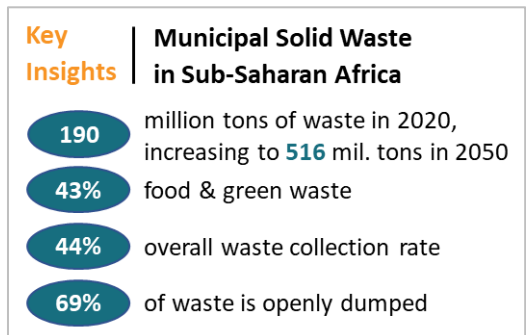 Key Insights
Municipal Solid Waste
in Sub-Saharan Africa
190
million tons of waste in 2020,
increasing to 516 mil. tons in 2050
43%
food & green waste
44%
overall waste collection rate
69%
of waste is openly dumped